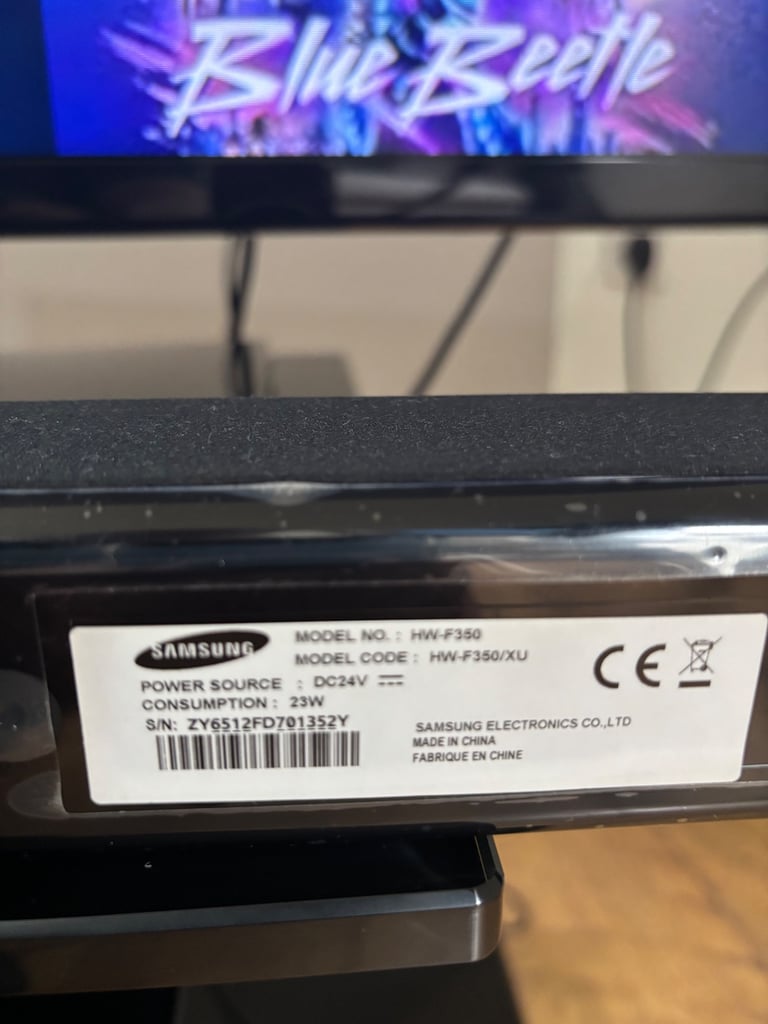 Blue Beetle
SAMSUNG
MODEL NO. : HW-F350
MODEL CODE : HW-F350/XU
POWER SOURCE : DC24V
CONSUMPTION : 23W
S/N: ZY6512FD701352Y
SAMSUNG ELECTRONICS CO.,LTD
MADE IN CHINA
FABRIQUE EN CHINE
CE